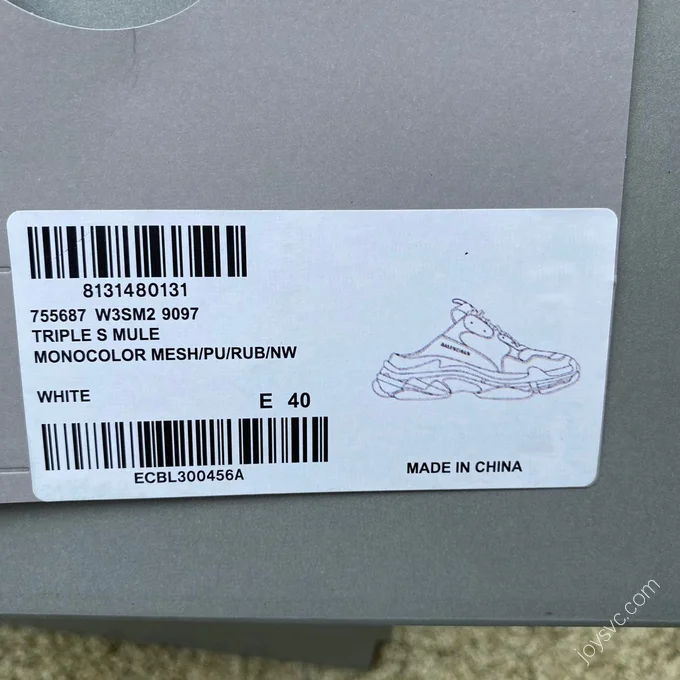 8131480131
755687 W3SM2 9097
TRIPLE S MULE
MONOCOLOR MESH/PU/RUB/NW
BALENCIAGA
WHITE
E 40
ECBL300456A
MADE IN CHINA
joysvc.com